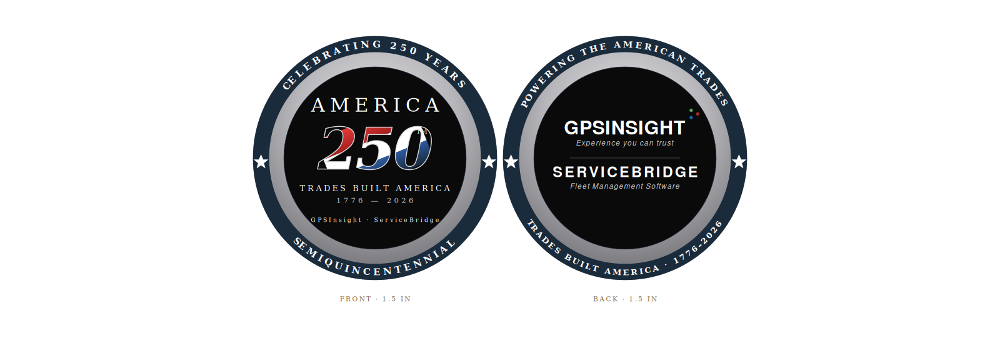 CELEBRATING 250 YEARS
AMERICA
250
TM
TRADES BUILT AMERICA
1776 — 2026
GPSInsight · ServiceBridge
SEMIQUINCENTENNIAL
FRONT · 1.5 IN
POWERING THE AMERICAN TRADES
GPSINSIGHT
Experience you can trust
SERVICEBRIDGE
Fleet Management Software
TRADES BUILT AMERICA · 1776-2026
BACK · 1.5 IN